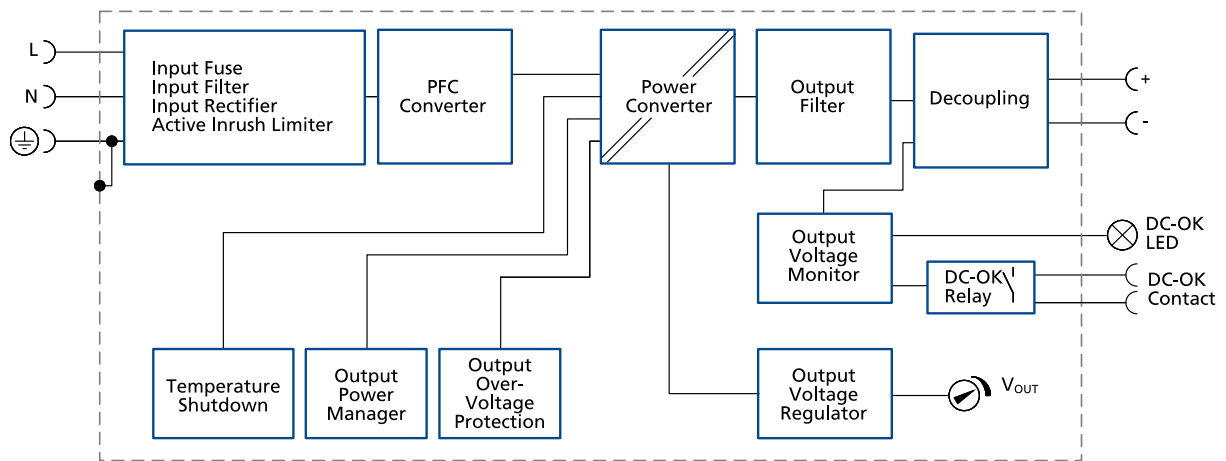 L
N
Input Fuse
Input Filter
Input Rectifier
Active Inrush Limiter
PFC
Converter
Power
Converter
Output
Filter
Decoupling
+
-
Output
Voltage
Monitor
DC-OK
LED
DC-OK
Relay
DC-OK
Contact
Temperature
Shutdown
Output
Power
Manager
Output
Over-
Voltage
Protection
Output
Voltage
Regulator
VOUT